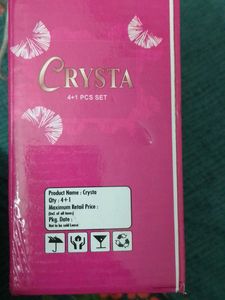 CRYSTA
4+1 PCS SET
Product Name : Crysta
Qty : 4+1
Maximum Retail Price :
(Incl. of all taxes)
Pkg. Date :
Not to be sold Loose